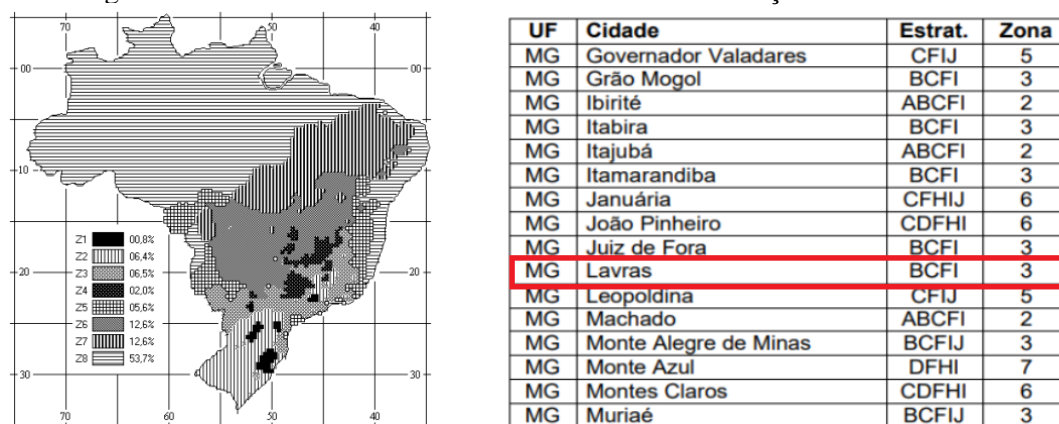 70 60 50 40
00 00
10 10
20 20
30 30
70 60 50 40
Z1 00,8%
Z2 06,4%
Z3 06,5%
Z4 02,0%
Z5 05,6%
Z6 12,6%
Z7 12,6%
Z8 53,7%
UF Cidade Estrat. Zona
MG Governador Valadares CFIJ 5
MG Grão Mogol BCFI 3
MG Ibirité ABCFI 2
MG Itabira BCFI 3
MG Itajubá ABCFI 2
MG Itamarandiba BCFI 3
MG Januária CFHIJ 6
MG João Pinheiro CDFHI 6
MG Juiz de Fora BCFI 3
MG Lavras BCFI 3
MG Leopoldina CFIJ 5
MG Machado ABCFI 2
MG Monte Alegre de Minas BCFIJ 3
MG Monte Azul DFHI 7
MG Montes Claros CDFHI 6
MG Muriaé BCFIJ 3